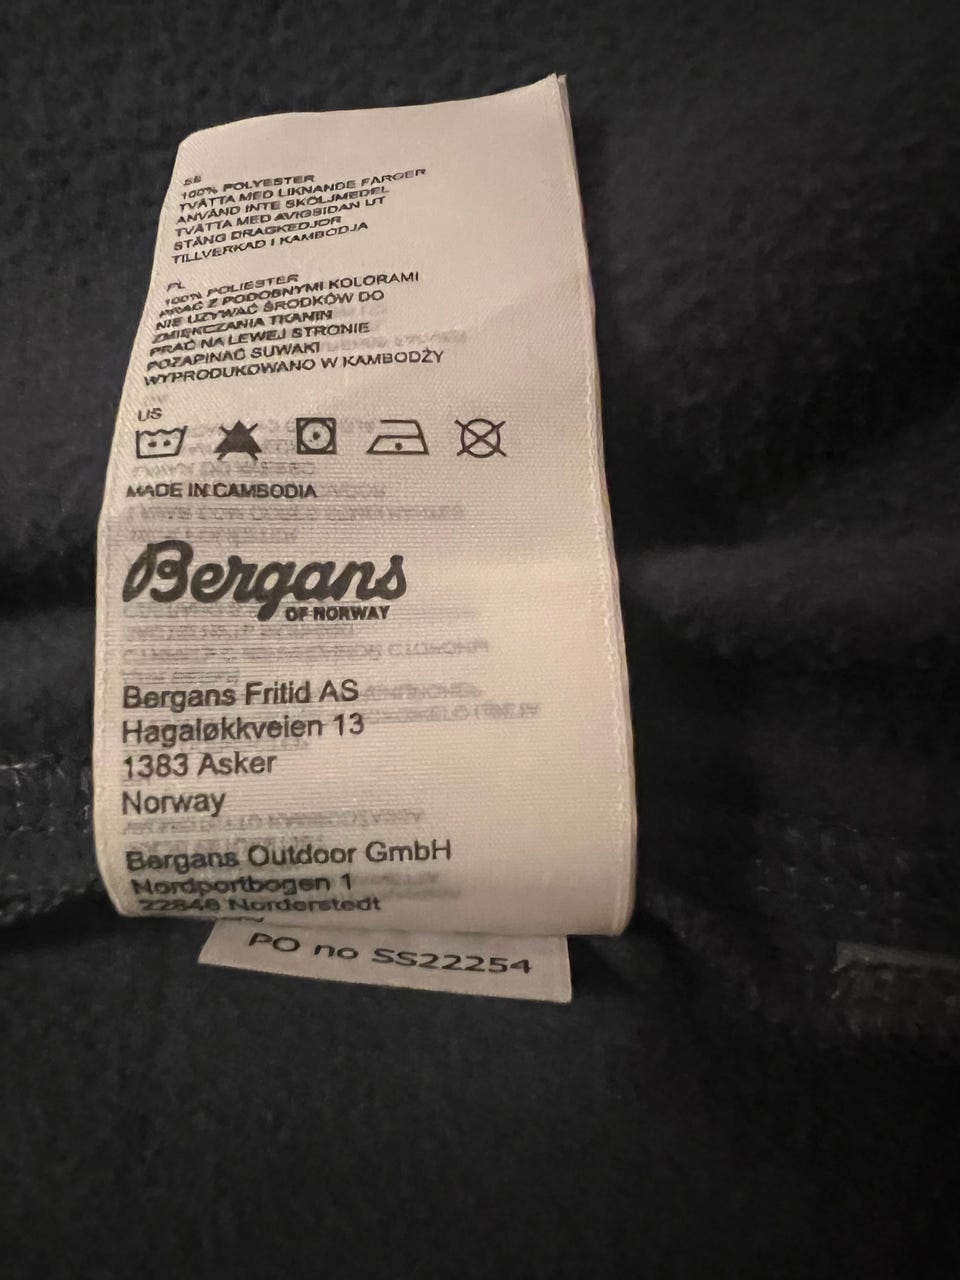 SE
100% POLYESTER
TVÄTTA MED LIKNANDE FÄRGER
ANVÄND INTE SKÖLJMEDEL
TVÄTTA MED AVIGSIDAN UT
STÄNG DRAGKEDJOR
TILLVERKAD I KAMBODJA
PL
100% POLIESTER
PRAĆ Z PODOBNYMI KOLORAMI
NIE UŻYWAĆ ŚRODKÓW DO
ZMIĘKCZANIA TKANIN
PRAĆ NA LEWEJ STRONIE
POZAPINAĆ SUWAKI
WYPRODUKOWANO W KAMBODŻY
US
MADE IN CAMBODIA
Bergans
OF NORWAY
Bergans Fritid AS
Hagaløkkveien 13
1383 Asker
Norway
Bergans Outdoor GmbH
Nordportbogen 1
22848 Norderstedt
PO no SS22254